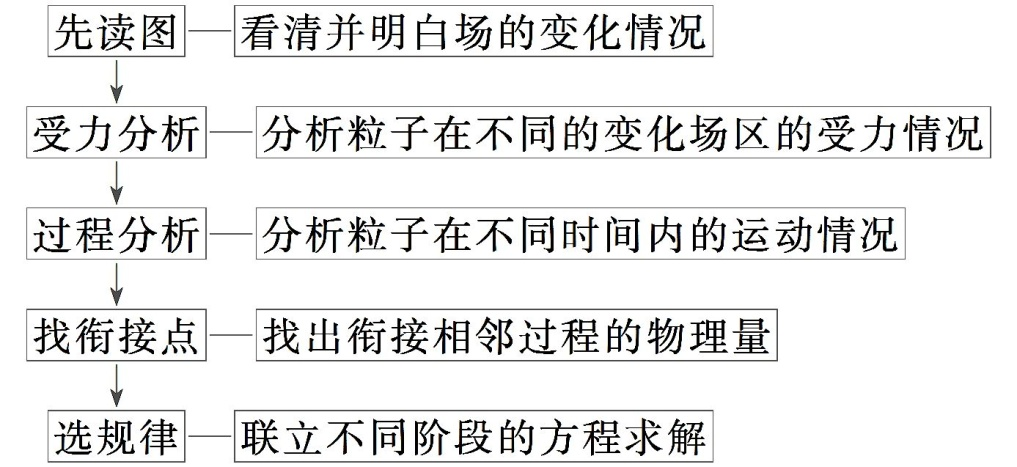 先读图 看清并明白场的变化情况
受力分析 分析粒子在不同的变化场区的受力情况
过程分析 分析粒子在不同时间内的运动情况
找衔接点 找出衔接相邻过程的物理量
选规律 联立不同阶段的方程求解